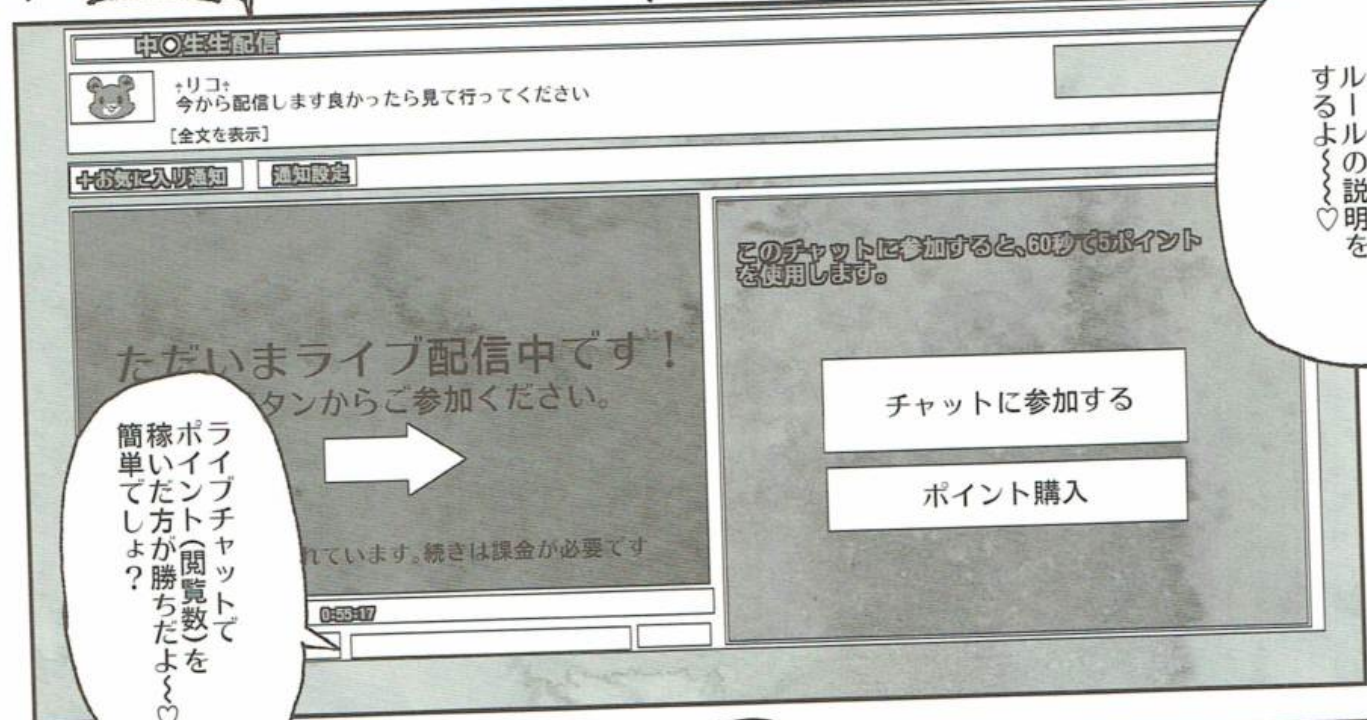 ルールの説明を
するよ～～♡
中○生生配信
+リコ+
今から配信します良かったら見て行ってください
[全文を表示]
+お気に入り通知
通知設定
ただいまライブ配信中です！
タンからご参加ください。
れています。続きは課金が必要です
0:55:17
このチャットに参加すると、60秒で5ポイント
を使用します。
チャットに参加する
ポイント購入
ライブチャットで
ポイント(閲覧数)を
稼いだ方が勝ちだよ～♡
簡単でしょ？